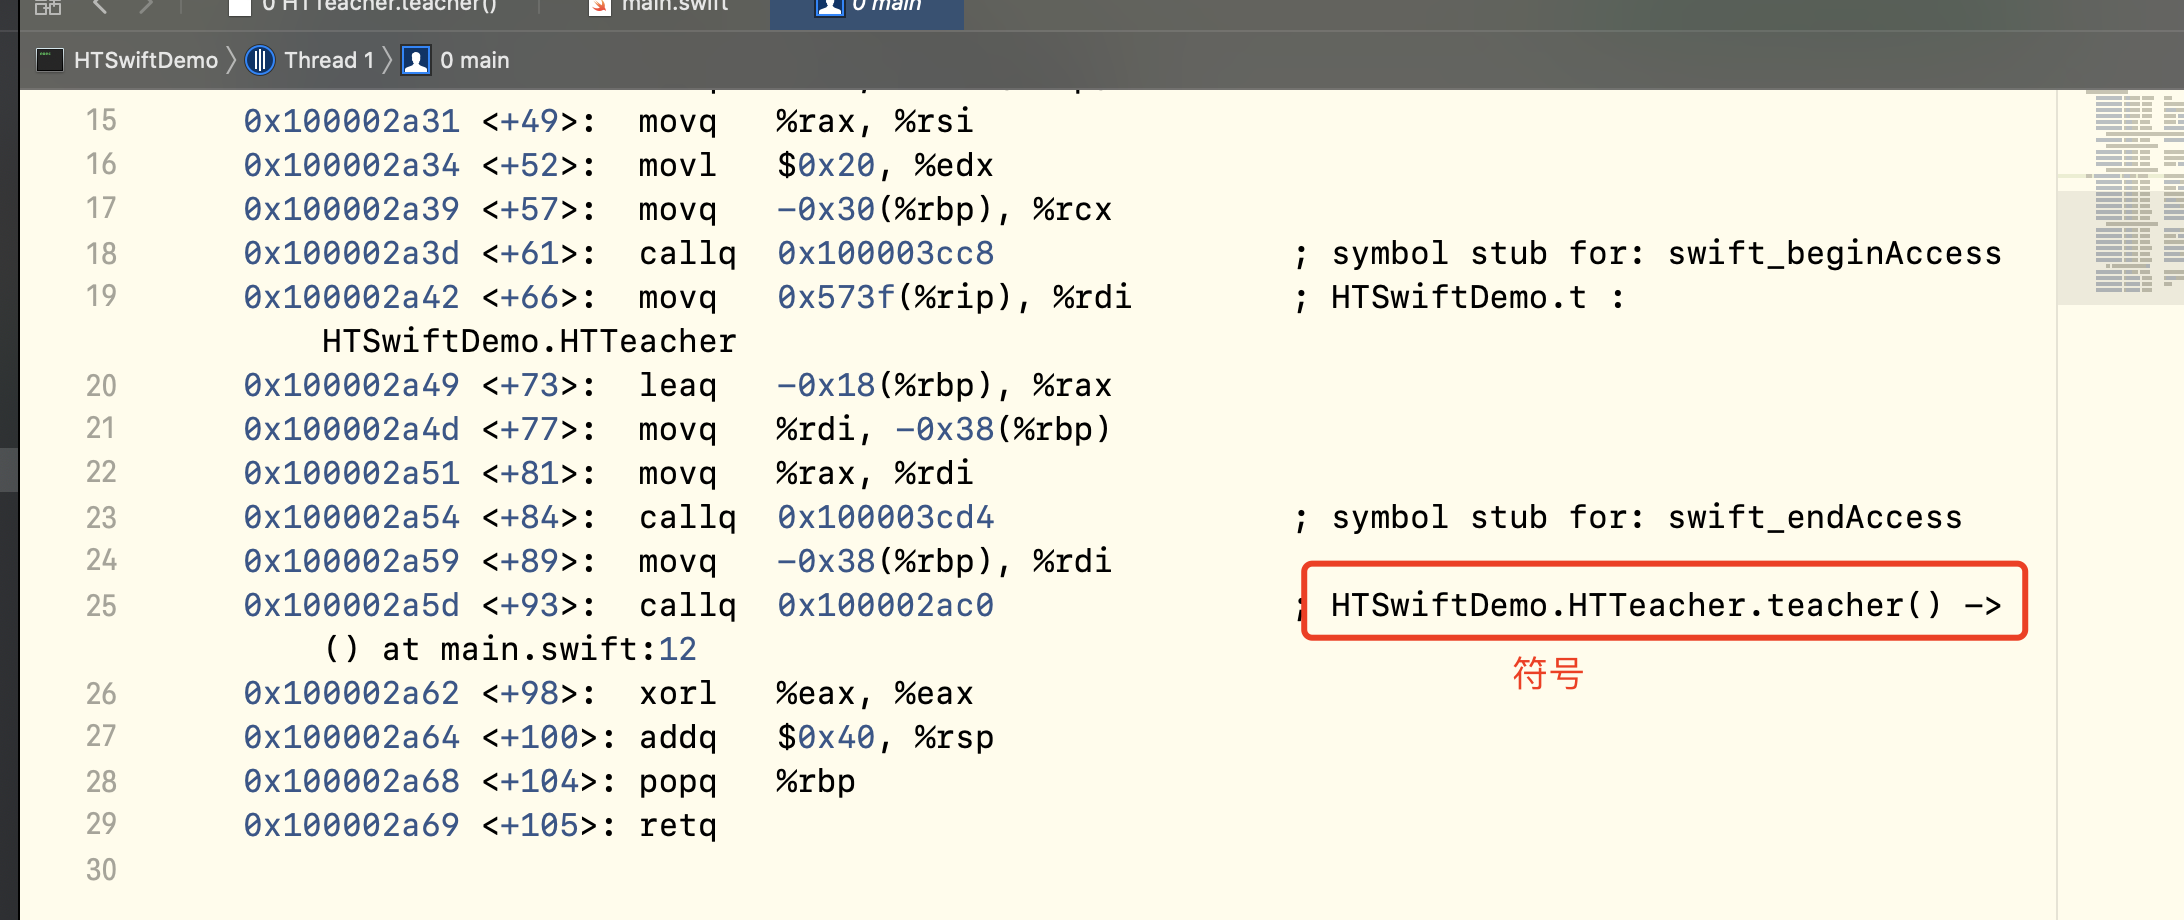 0 HTTeacher.teacher() main.swift 0 main
HTSwiftDemo 〉 Thread 1 〉 0 main
15 0x100002a31 <+49>: movq %rax, %rsi
16 0x100002a34 <+52>: movl $0x20, %edx
17 0x100002a39 <+57>: movq -0x30(%rbp), %rcx
18 0x100002a3d <+61>: callq 0x100003cc8 ; symbol stub for: swift_beginAccess
19 0x100002a42 <+66>: movq 0x573f(%rip), %rdi ; HTSwiftDemo.t :
HTSwiftDemo.HTTeacher
20 0x100002a49 <+73>: leaq -0x18(%rbp), %rax
21 0x100002a4d <+77>: movq %rdi, -0x38(%rbp)
22 0x100002a51 <+81>: movq %rax, %rdi
23 0x100002a54 <+84>: callq 0x100003cd4 ; symbol stub for: swift_endAccess
24 0x100002a59 <+89>: movq -0x38(%rbp), %rdi
25 0x100002a5d <+93>: callq 0x100002ac0 ; HTSwiftDemo.HTTeacher.teacher() ->
() at main.swift:12
符号
26 0x100002a62 <+98>: xorl %eax, %eax
27 0x100002a64 <+100>: addq $0x40, %rsp
28 0x100002a68 <+104>: popq %rbp
29 0x100002a69 <+105>: retq
30